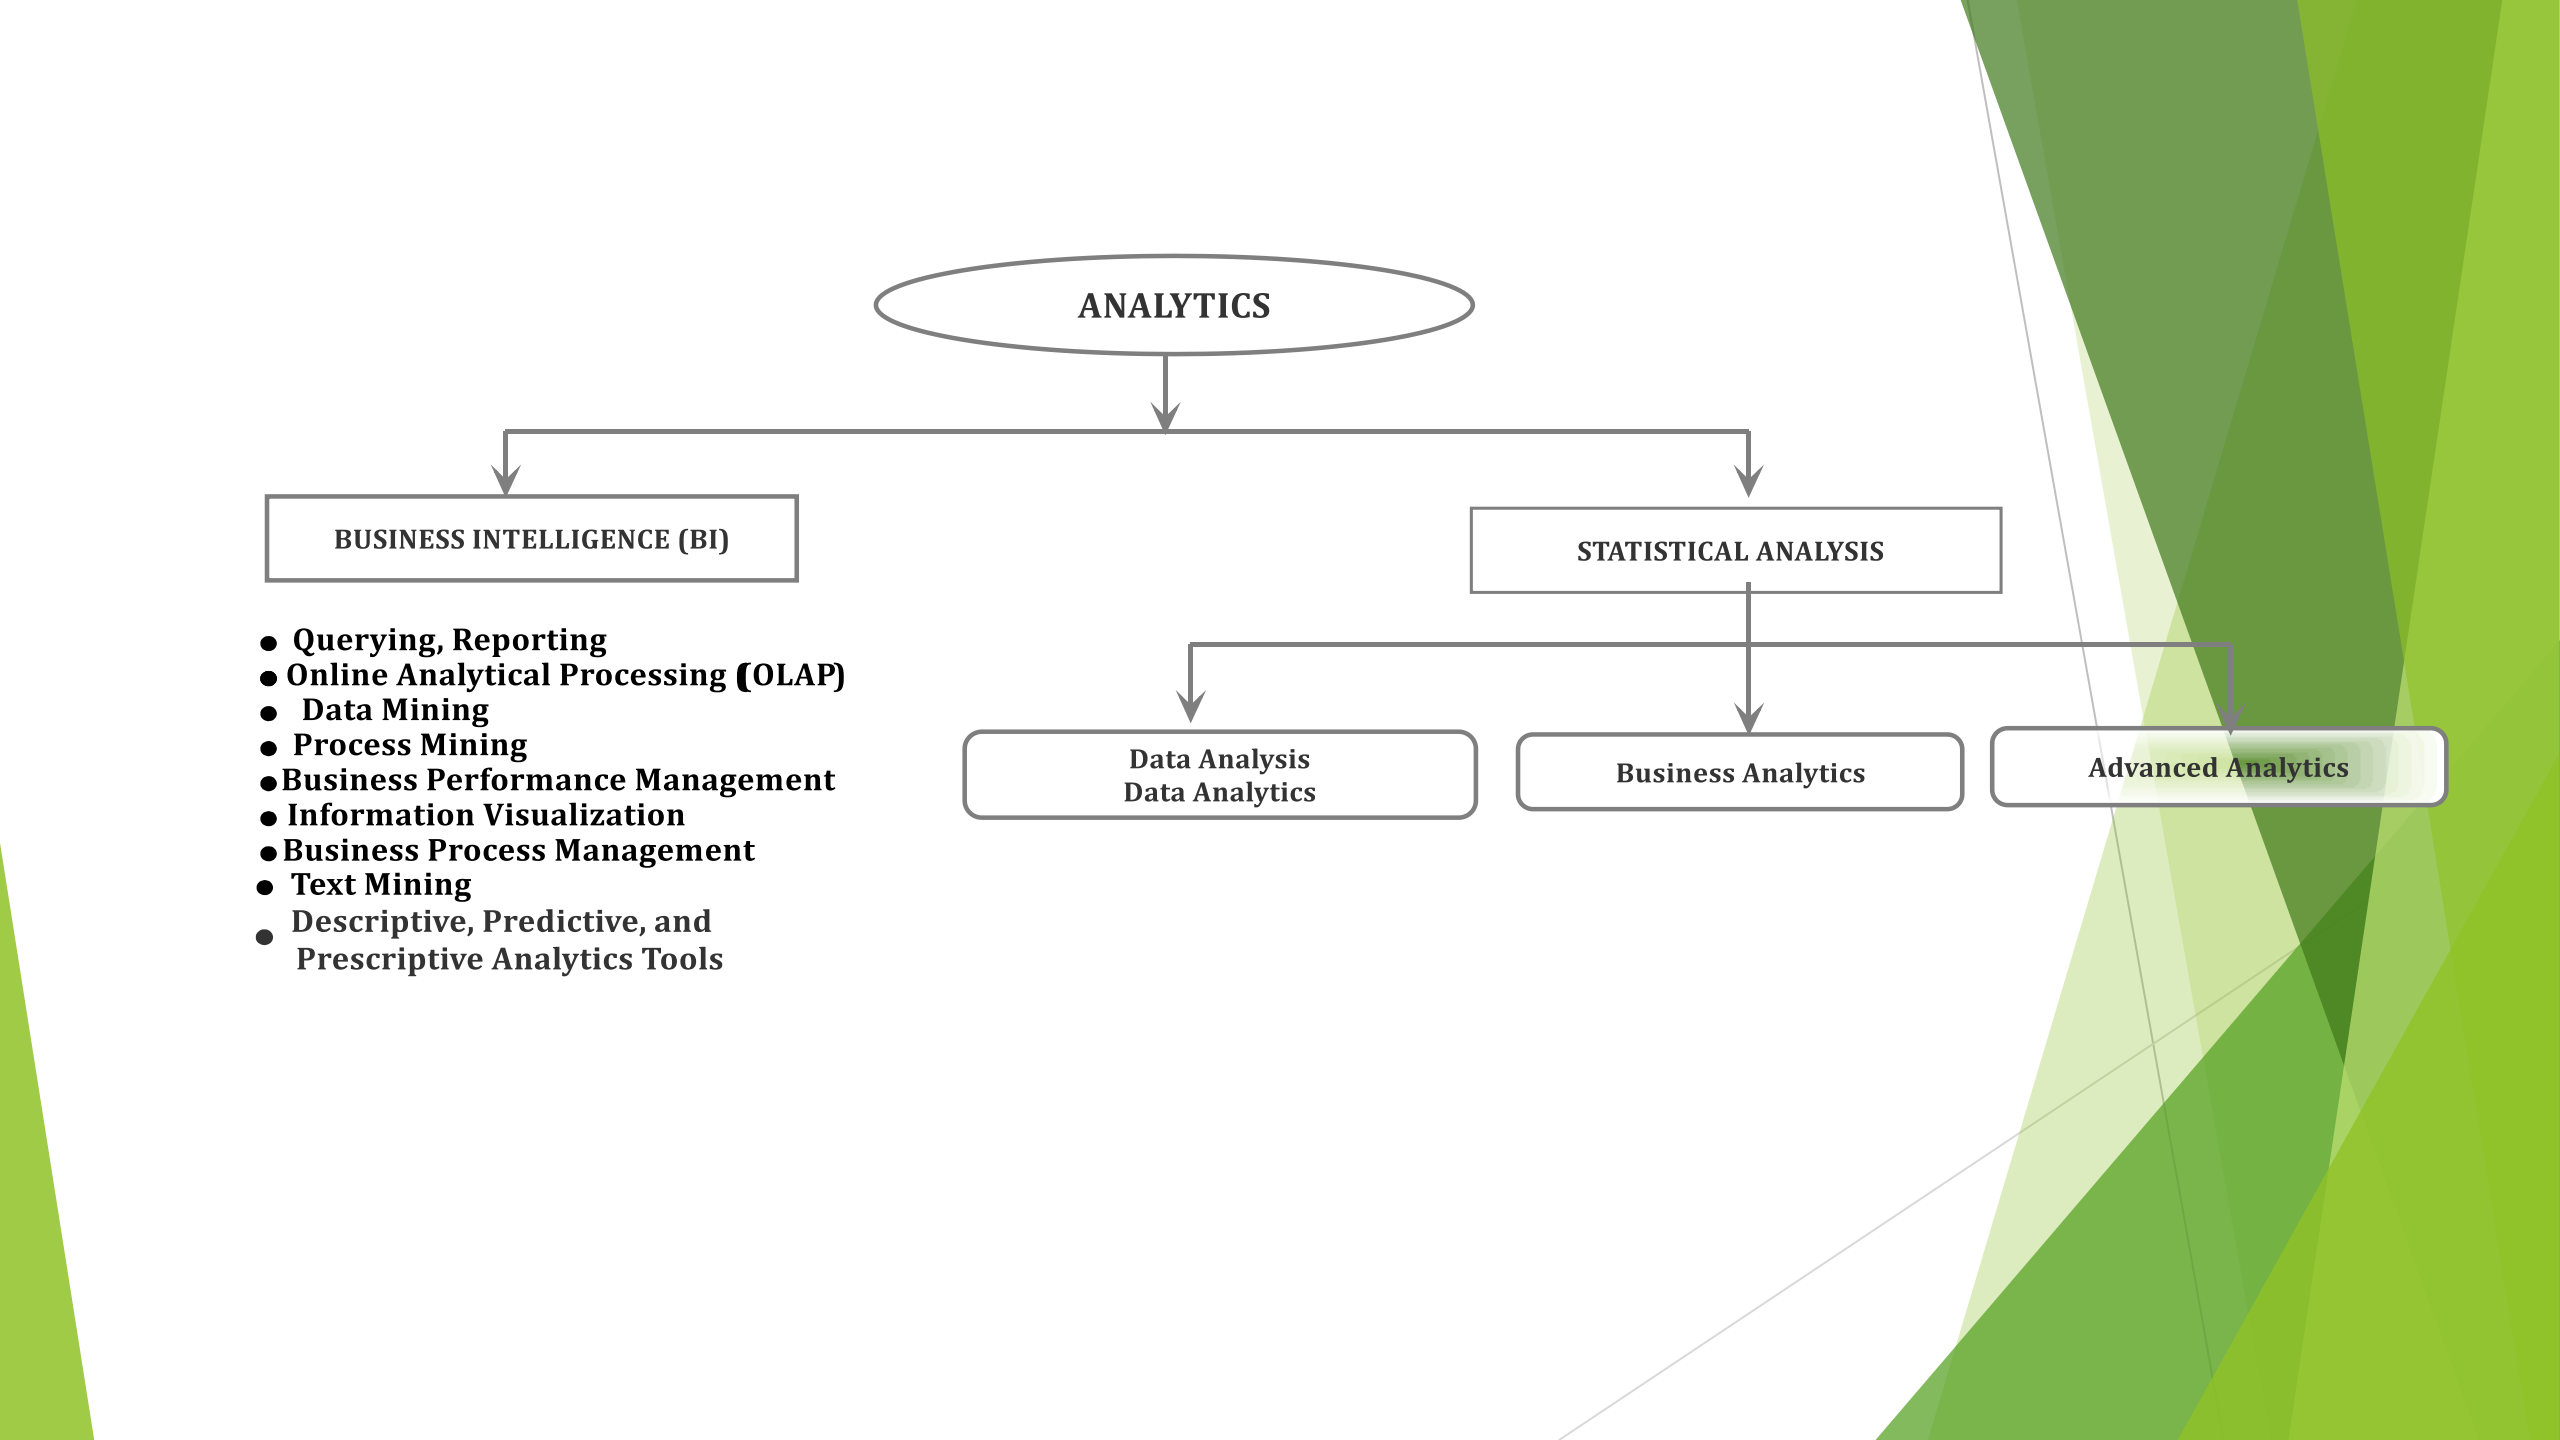 ANALYTICS
BUSINESS INTELLIGENCE (BI)
STATISTICAL ANALYSIS
● Querying, Reporting
● Online Analytical Processing (OLAP)
● Data Mining
● Process Mining
● Business Performance Management
● Information Visualization
● Business Process Management
● Text Mining
● Descriptive, Predictive, and
Prescriptive Analytics Tools
Data Analysis
Data Analytics
Business Analytics
Advanced Analytics